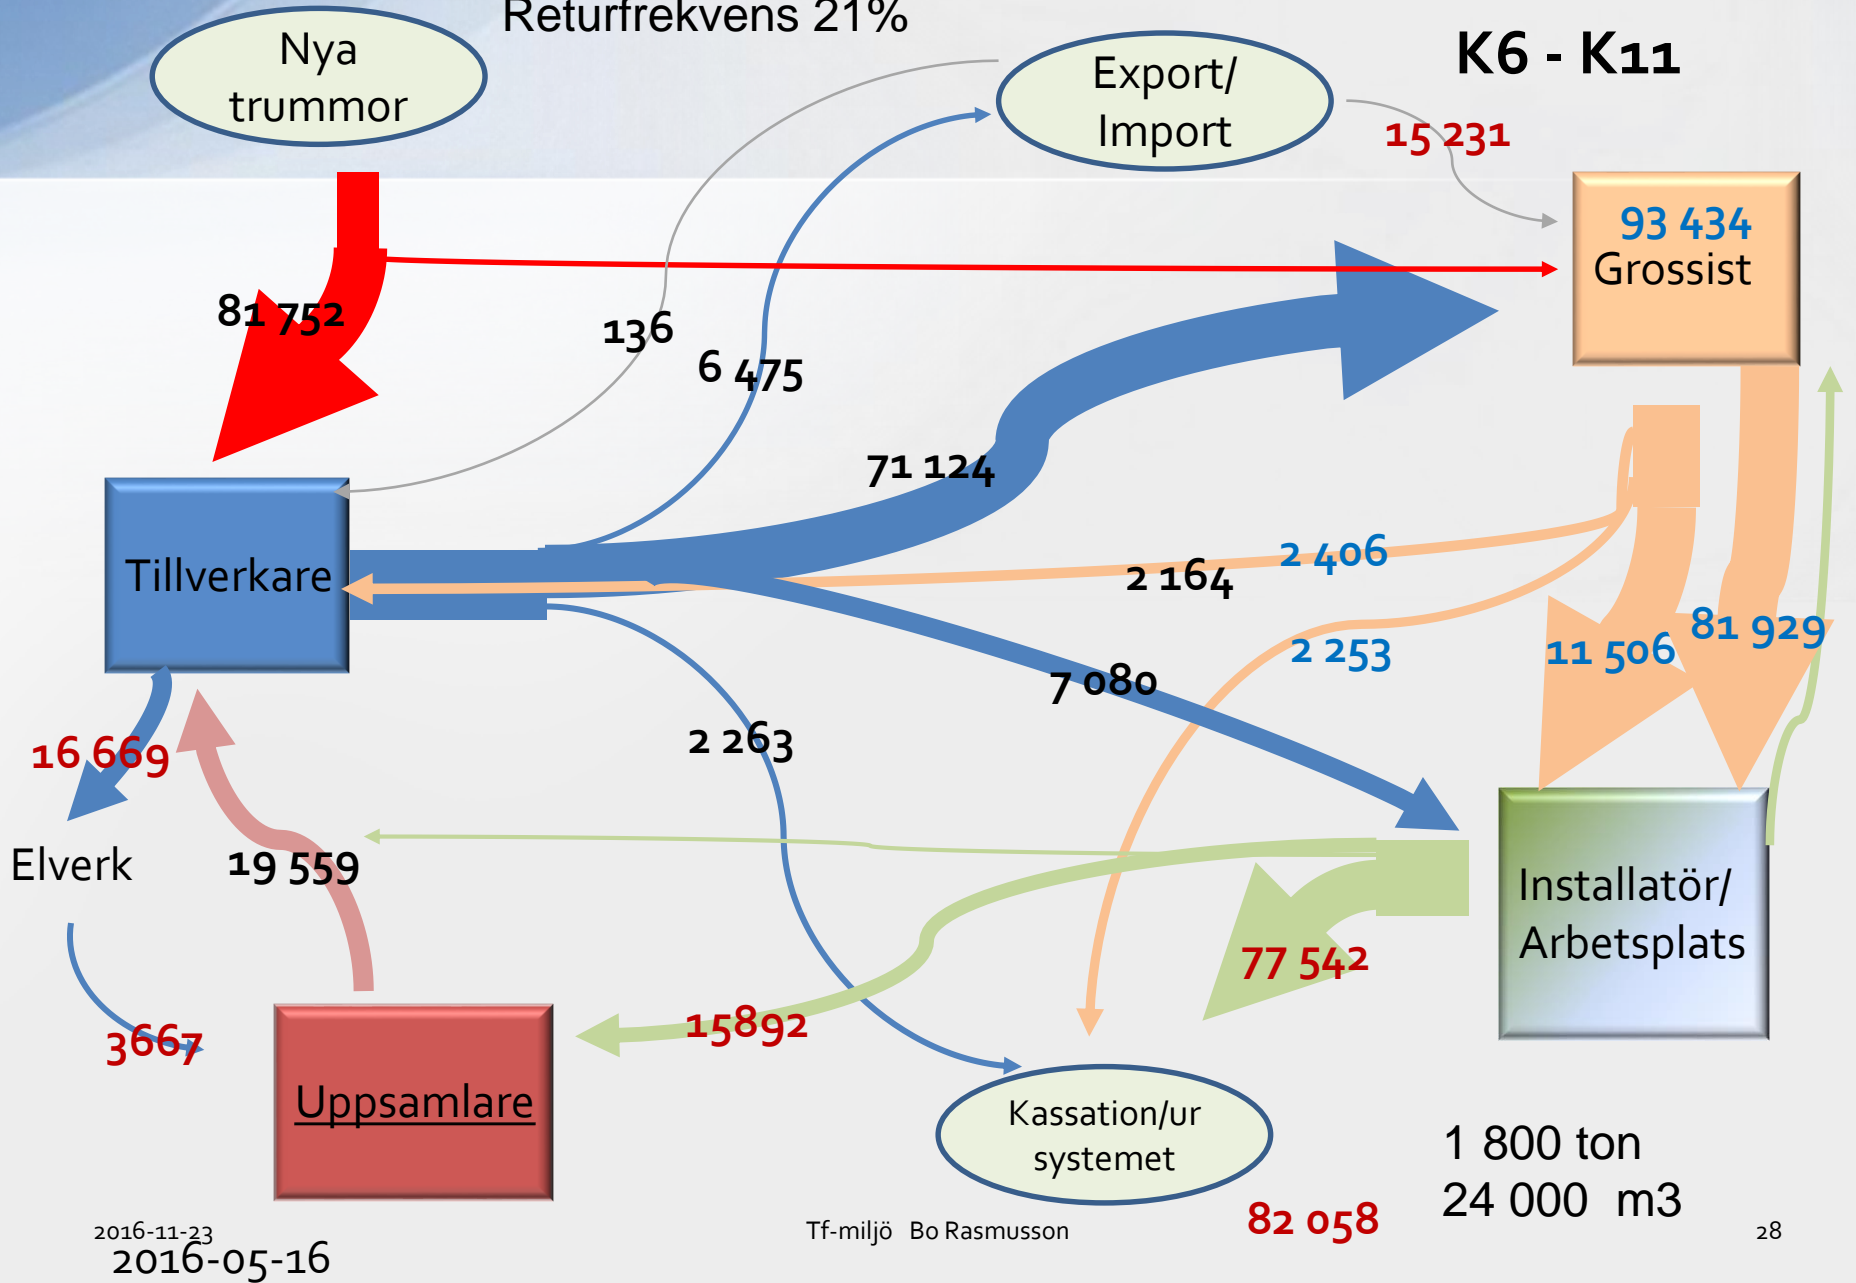 Returfrekvens 21%
Nya
trummor
Export/
Import
K6 - K11
15 231
93 434
Grossist
81 752
136
6 475
71 124
Tillverkare
2 406
2 164
2 253
11 506
81 929
7 080
2 263
16 669
Elverk
19 559
Installatör/
Arbetsplats
77 542
15892
3667
Uppsamlare
Kassation/ur
systemet
1 800 ton
24 000 m3
82 058
2016-11-23
Tf-miljö Bo Rasmusson
28
2016-05-16